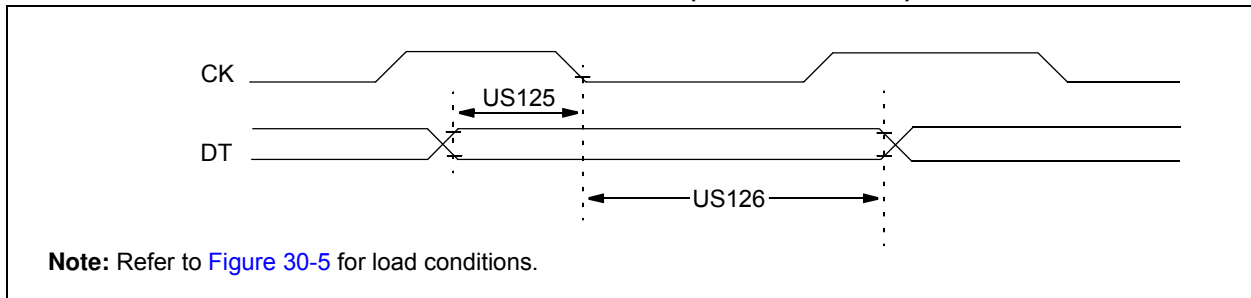 CK
US125
DT
US126
Note: Refer to Figure 30-5 for load conditions.